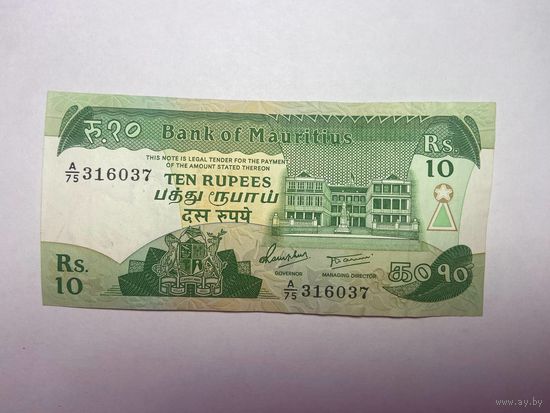 रु.१०
Bank of Mauritius
Rs.
10
THIS NOTE IS LEGAL TENDER FOR THE PAYMENT
OF THE AMOUNT STATED THEREON
A/75 316037
TEN RUPEES
பத்து ரூபாய்
दस रुपये
Rs.
10
GOVERNOR
MANAGING DIRECTOR
A/75 316037
www.ay.by